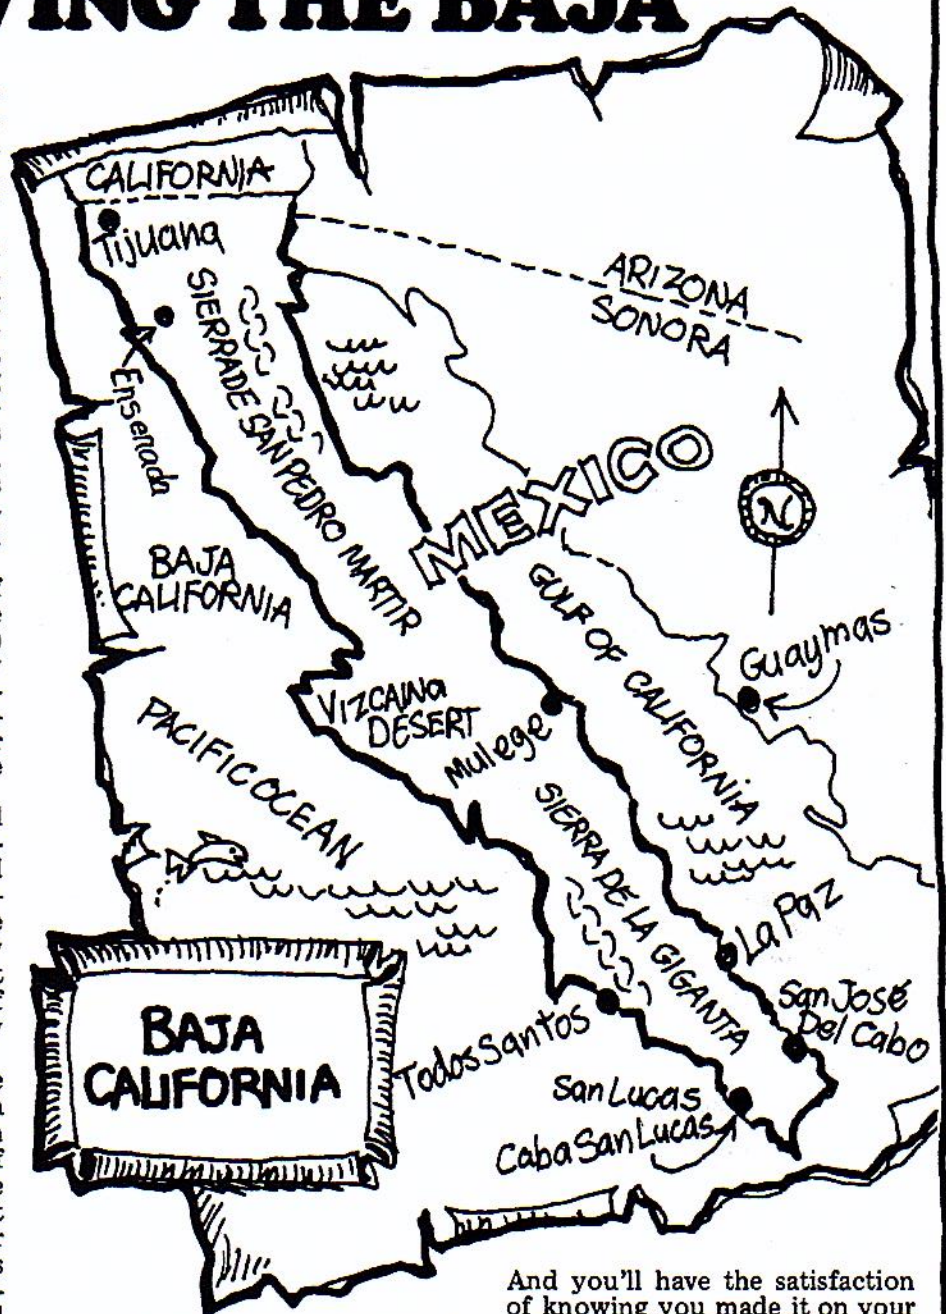 ING THE BAJA
CALIFORNIA
Tijuana
ARIZONA
SONORA
SIERRA DE SAN PEDRO MARTIR
Ensenada
MEXICO
N
BAJA
CALIFORNIA
GULF OF CALIFORNIA
Guaymas
VIZCAINA
DESERT
Mulege
PACIFIC OCEAN
SIERRA DE LA GIGANTA
La Paz
San José
Del Cabo
Todos Santos
San Lucas
Caba San Lucas
BAJA
CALIFORNIA
And you'll have the satisfaction
of knowing you made it on your